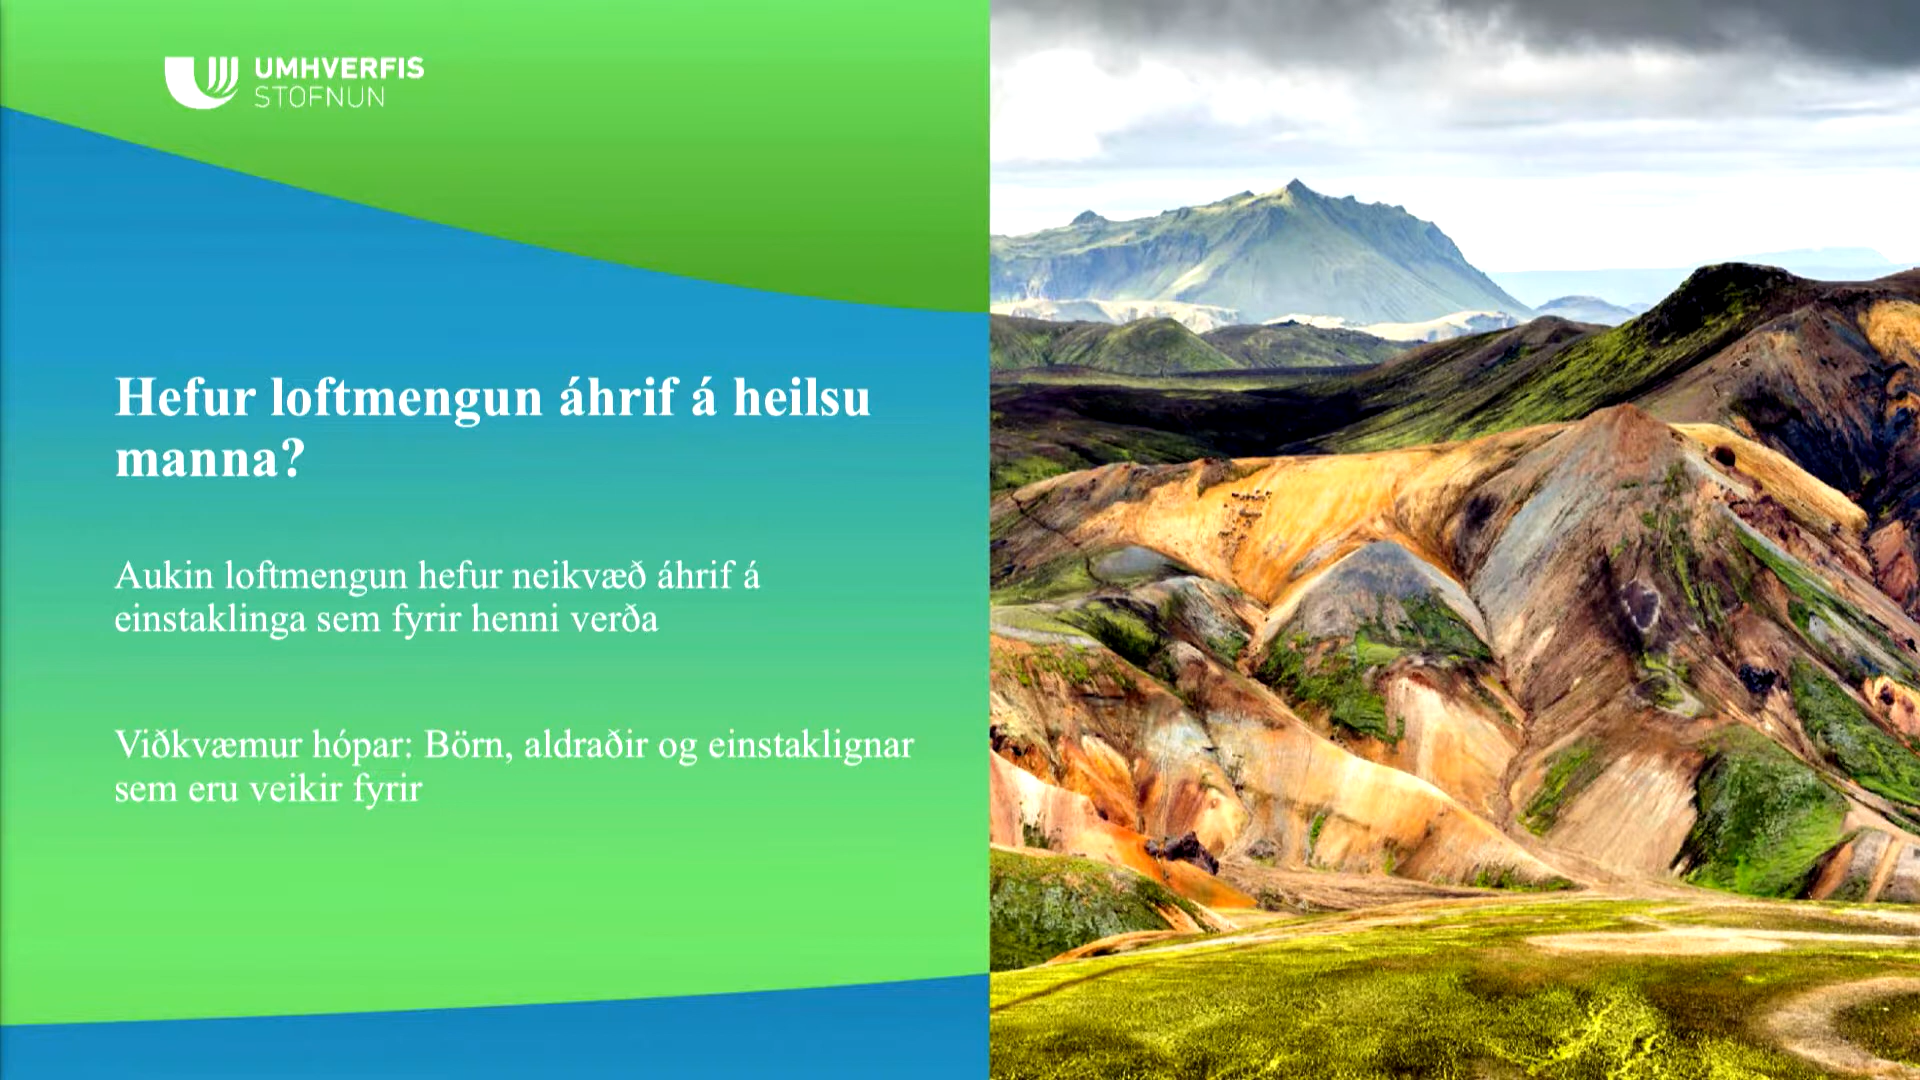 UMHVERFIS
STOFNUN
Hefur loftmengun áhrif á heilsu
manna?
Aukin loftmengun hefur neikvæð áhrif á
einstaklinga sem fyrir henni verða
Viðkvæmur hópar: Börn, aldraðir og einstaklignar
sem eru veikir fyrir